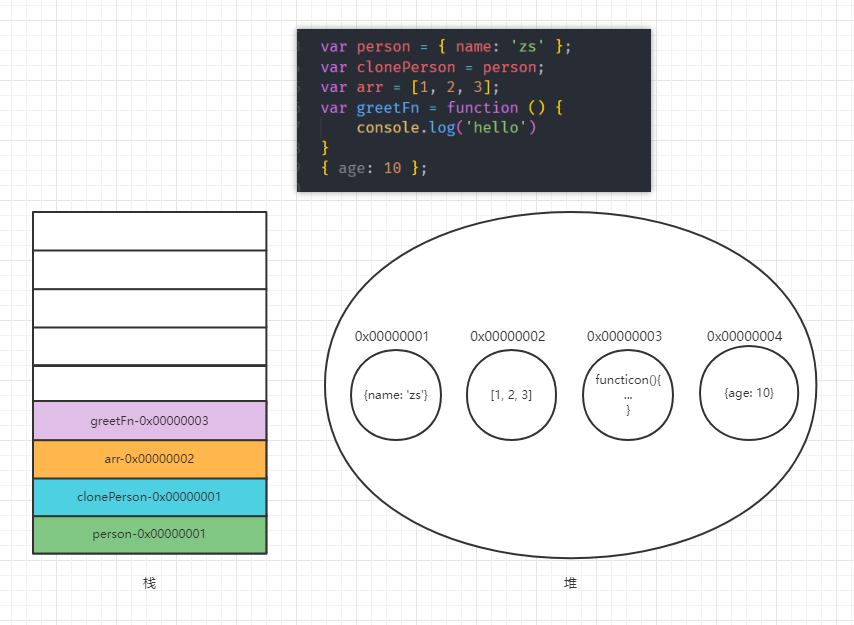 var person = { name: 'zs' };
var clonePerson = person;
var arr = [1, 2, 3];
var greetFn = function () {
console.log('hello')
}
{ age: 10 };
0x00000001
0x00000002
0x00000003
0x00000004
{name: 'zs'}
[1, 2, 3]
functicon(){
...
}
{age: 10}
greetFn-0x00000003
arr-0x00000002
clonePerson-0x00000001
person-0x00000001
栈
堆